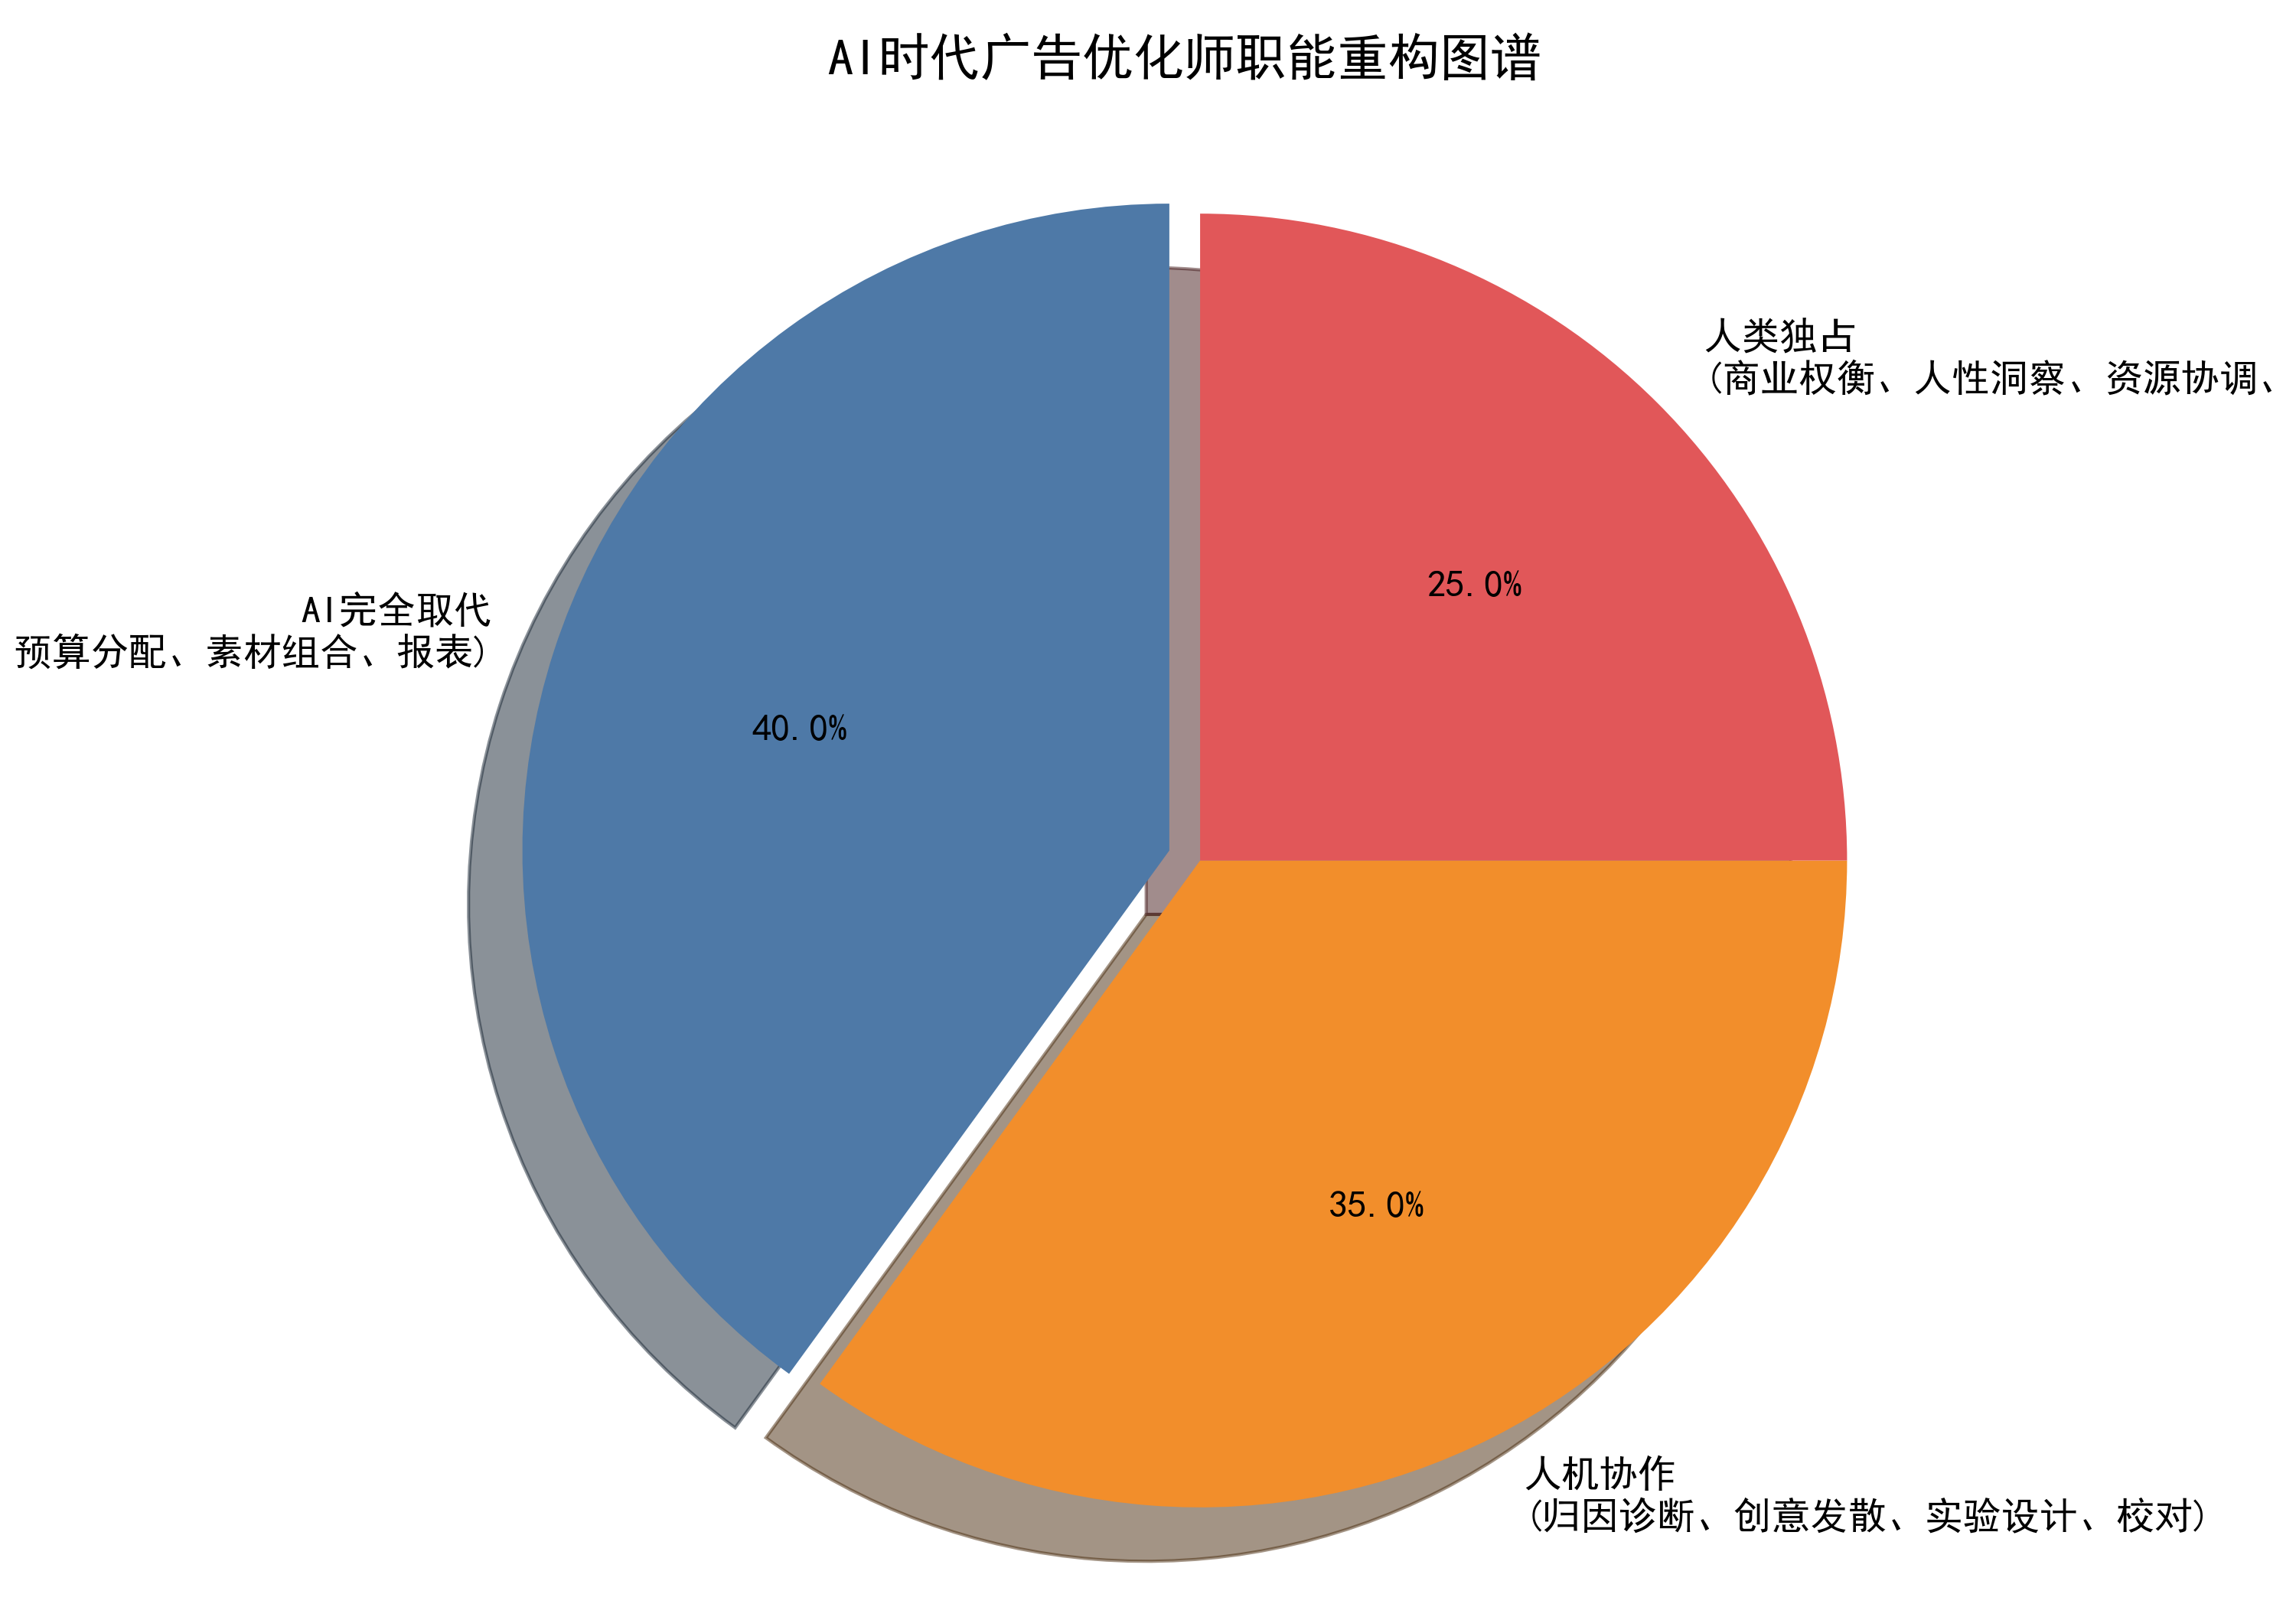 AI时代广告优化师职能重构图谱
人类独占
(商业权衡、人性洞察、资源协调、
25.0%
AI完全取代
预算分配、素材组合、报表)
40.0%
35.0%
人机协作
(归因诊断、创意发散、实验设计、校对)